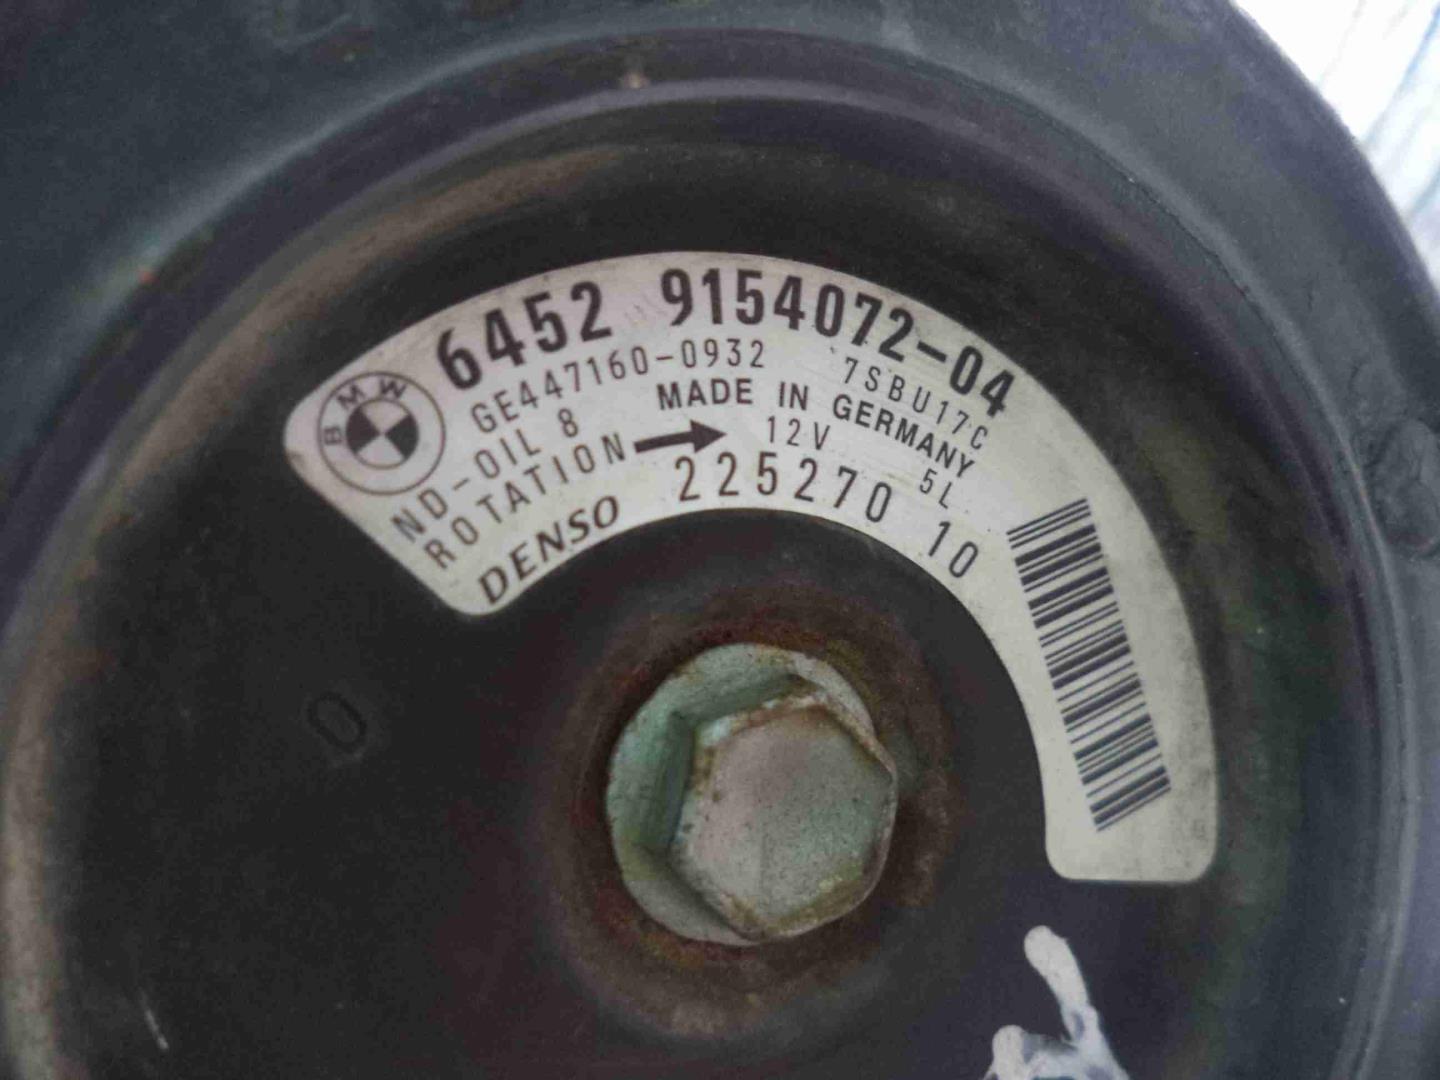 BMW
6452 9154072-04
GE447160-0932 7SBU17C
ND-OIL 8 MADE IN GERMANY
ROTATION 12V 5L
DENSO 225270 10
0